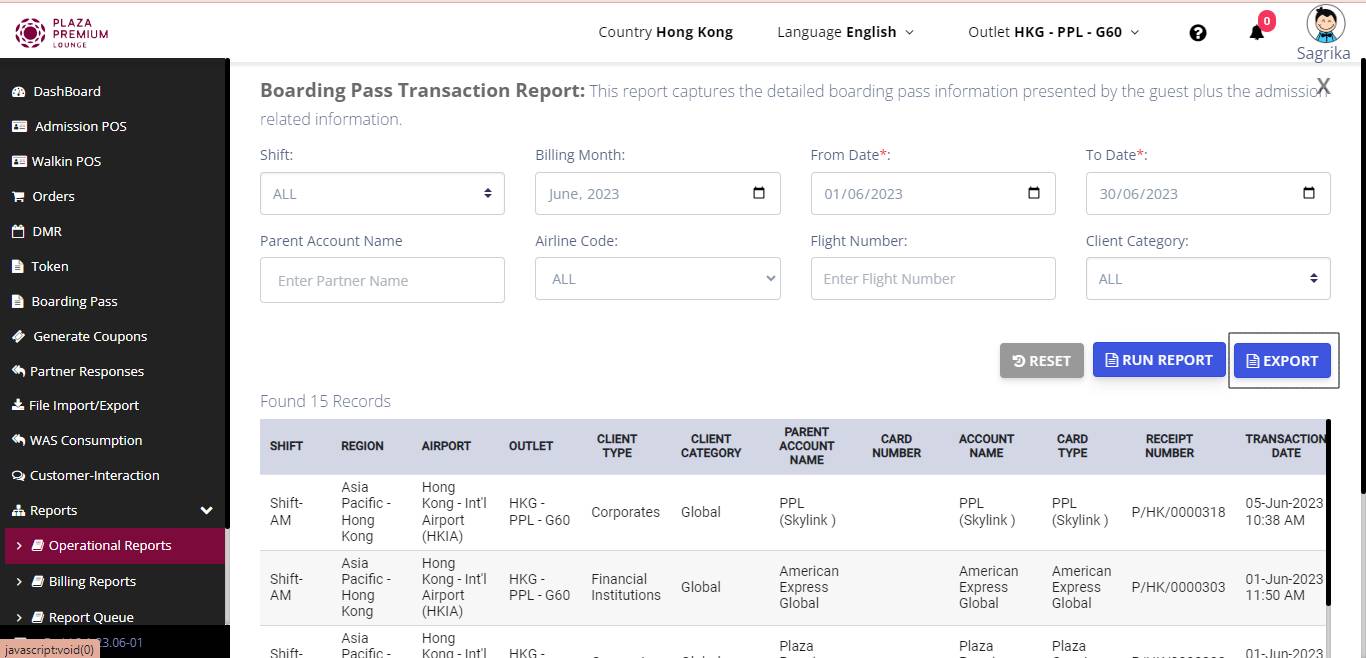 PLAZA
PREMIUM
LOUNGE
Country Hong Kong
Language English
Outlet HKG - PPL - G60
0
Sagrika
DashBoard
Admission POS
Walkin POS
Orders
DMR
Token
Boarding Pass
Generate Coupons
Partner Responses
File Import/Export
WAS Consumption
Customer-Interaction
Reports
Operational Reports
Billing Reports
Report Queue
23.06-01
javascript:void(0)
X
Boarding Pass Transaction Report: This report captures the detailed boarding pass information presented by the guest plus the admission
related information.
Shift:
Billing Month:
From Date*:
To Date*:
ALL
June, 2023
01/06/2023
30/06/2023
Parent Account Name
Airline Code:
Flight Number:
Client Category:
Enter Partner Name
ALL
Enter Flight Number
ALL
RESET
RUN REPORT
EXPORT
Found 15 Records
SHIFT REGION AIRPORT OUTLET CLIENT TYPE CLIENT CATEGORY PARENT ACCOUNT NAME CARD NUMBER ACCOUNT NAME CARD TYPE RECEIPT NUMBER TRANSACTION DATE
Shift-AM Asia Pacific - Hong Kong Hong Kong - Int'l Airport (HKIA) HKG - PPL - G60 Corporates Global PPL (Skylink ) PPL (Skylink ) PPL (Skylink ) P/HK/0000318 05-Jun-2023 10:38 AM
Shift-AM Asia Pacific - Hong Kong Hong Kong - Int'l Airport (HKIA) HKG - PPL - G60 Financial Institutions Global American Express Global American Express Global American Express Global P/HK/0000303 01-Jun-2023 11:50 AM
Shift- Asia Pacific - Hong Kong - Int'l HKG - Plaza Plaza Plaza 01-Jun-2023